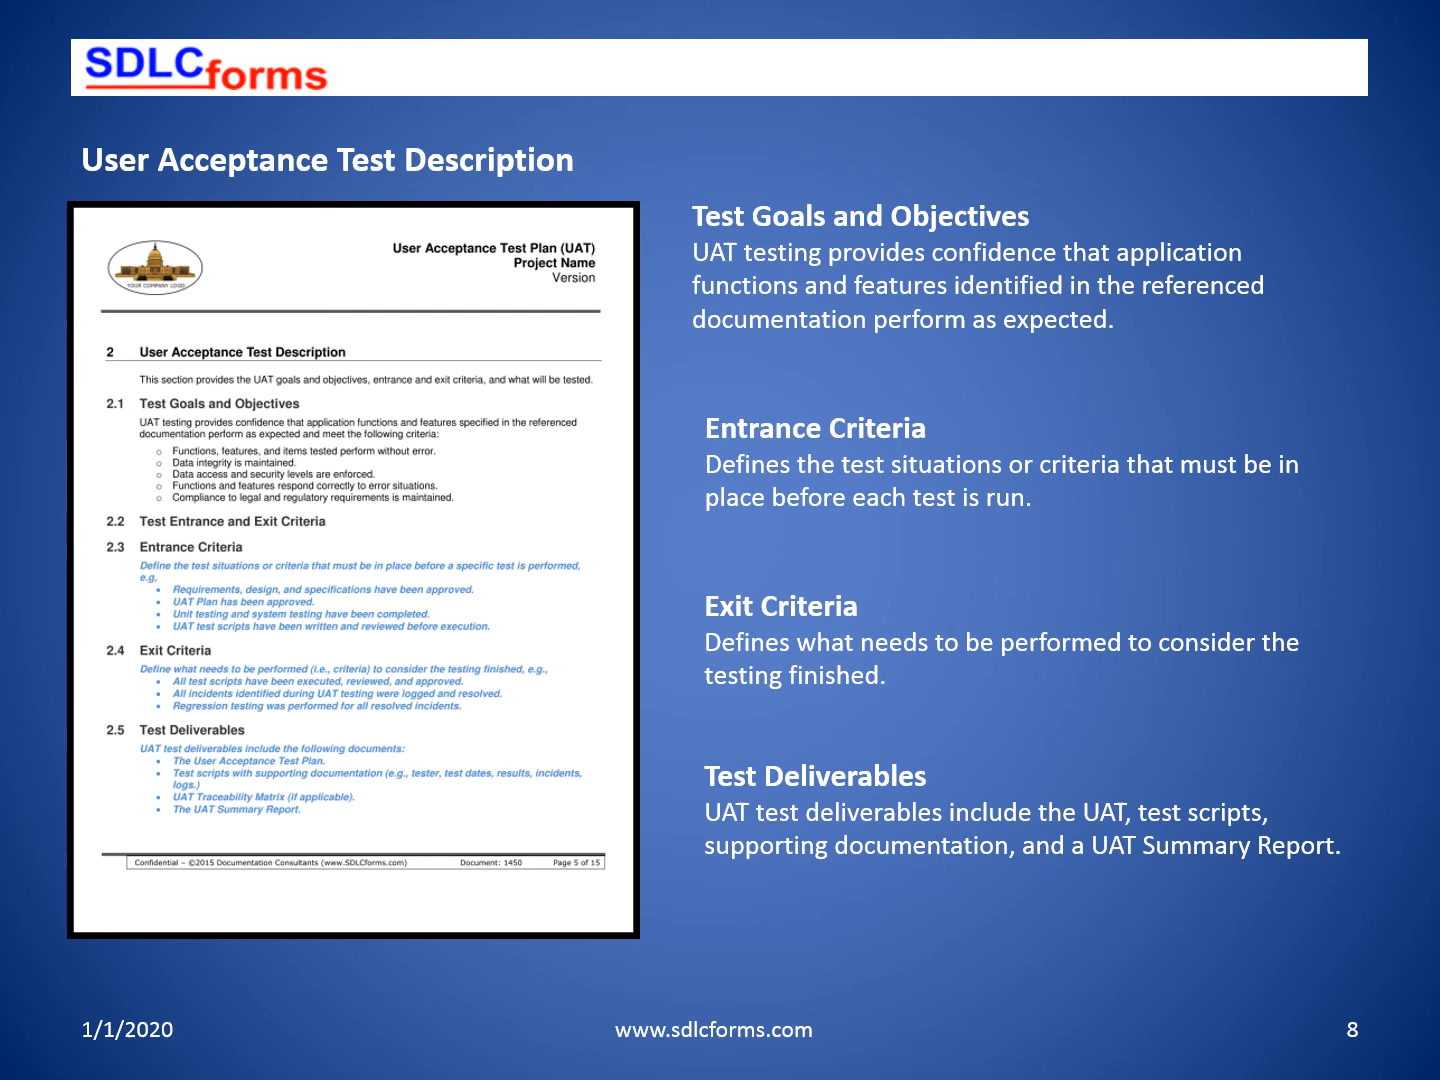 SDLCforms
User Acceptance Test Description
YOUR COMPANY LOGO
User Acceptance Test Plan (UAT)
Project Name
Version
2 User Acceptance Test Description
This section provides the UAT goals and objectives, entrance and exit criteria, and what will be tested.
2.1 Test Goals and Objectives
UAT testing provides confidence that application functions and features specified in the referenced
documentation perform as expected and meet the following criteria:
o Functions, features, and items tested perform without error.
o Data integrity is maintained.
o Data access and security levels are enforced.
o Functions and features respond correctly to error situations.
o Compliance to legal and regulatory requirements is maintained.
2.2 Test Entrance and Exit Criteria
2.3 Entrance Criteria
Define the test situations or criteria that must be in place before a specific test is performed,
e.g,
• Requirements, design, and specifications have been approved.
• UAT Plan has been approved.
• Unit testing and system testing have been completed.
• UAT test scripts have been written and reviewed before execution.
2.4 Exit Criteria
Define what needs to be performed (i.e., criteria) to consider the testing finished, e.g.,
• All test scripts have been executed, reviewed, and approved.
• All incidents identified during UAT testing were logged and resolved.
• Regression testing was performed for all resolved incidents.
2.5 Test Deliverables
UAT test deliverables include the following documents:
• The User Acceptance Test Plan.
• Test scripts with supporting documentation (e.g., tester, test dates, results, incidents,
logs.)
• UAT Traceability Matrix (if applicable).
• The UAT Summary Report.
Confidential – ©2015 Documentation Consultants (www.SDLCforms.com) Document: 1450 Page 5 of 15
Test Goals and Objectives
UAT testing provides confidence that application
functions and features identified in the referenced
documentation perform as expected.
Entrance Criteria
Defines the test situations or criteria that must be in
place before each test is run.
Exit Criteria
Defines what needs to be performed to consider the
testing finished.
Test Deliverables
UAT test deliverables include the UAT, test scripts,
supporting documentation, and a UAT Summary Report.
1/1/2020
www.sdlcforms.com
8